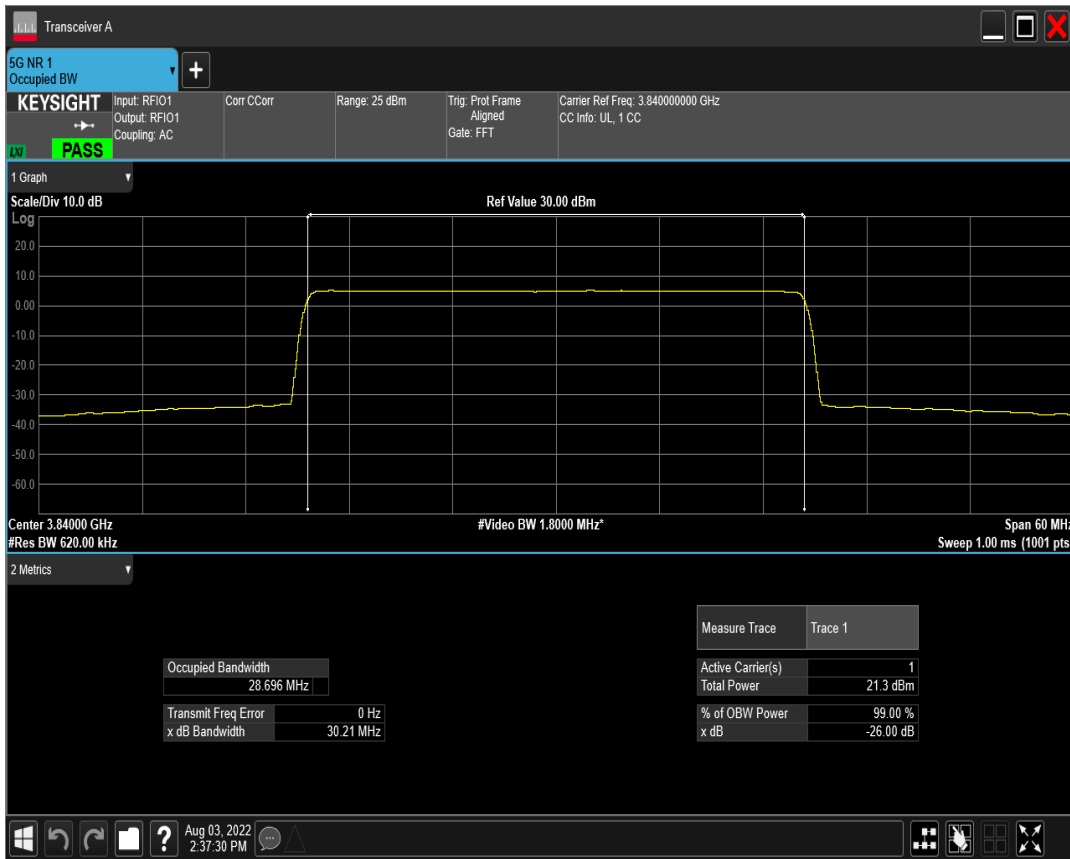 Transceiver A
5G NR 1
Occupied BW
KEYSIGHT
LXI
PASS
Input: RFIO1
Output: RFIO1
Coupling: AC
Corr CCorr
Range: 25 dBm
Trig: Prot Frame
Aligned
Gate: FFT
Carrier Ref Freq: 3.840000000 GHz
CC Info: UL, 1 CC
1 Graph
Scale/Div 10.0 dB
Ref Value 30.00 dBm
Log
20.0
10.0
0.00
-10.0
-20.0
-30.0
-40.0
-50.0
-60.0
Center 3.84000 GHz
#Video BW 1.8000 MHz*
Span 60 MHz
#Res BW 620.00 kHz
Sweep 1.00 ms (1001 pts
2 Metrics
Measure Trace
Trace 1
Occupied Bandwidth
28.696 MHz
Active Carrier(s)
1
Total Power
21.3 dBm
Transmit Freq Error
0 Hz
x dB Bandwidth
30.21 MHz
% of OBW Power
99.00 %
x dB
-26.00 dB
?
Aug 03, 2022
2:37:30 PM